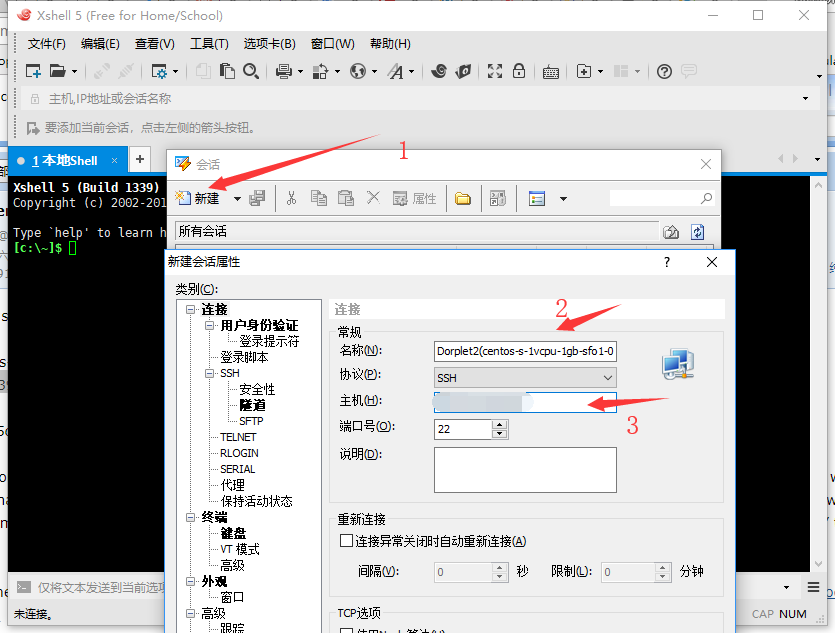 Xshell 5 (Free for Home/School)
文件(F) 编辑(E) 查看(V) 工具(T) 选项卡(B) 窗口(W) 帮助(H)
主机,IP地址或会话名称
要添加当前会话，点击左侧的箭头按钮。
1 本地Shell × +
会话
1
Xshell 5 (Build 1339)
Copyright (c) 2002-201
Type `help' to learn h
[c:\~]$
新建 属性
所有会话
新建会话属性 ?
类别(C):
连接
用户身份验证
登录提示符
登录脚本
SSH
安全性
隧道
SFTP
TELNET
RLOGIN
SERIAL
代理
保持活动状态
终端
键盘
VT 模式
高级
外观
窗口
高级
跟踪
连接
2
常规
名称(N): Dorplet2(centos-s-1vcpu-1gb-sfo1-0
协议(P): SSH
主机(H):
3
端口号(O): 22
说明(D):
重新连接
连接异常关闭时自动重新连接(A)
间隔(V): 0 秒 限制(L): 0 分钟
TCP选项
仅将文本发送到当前选项
未连接。
CAP NUM